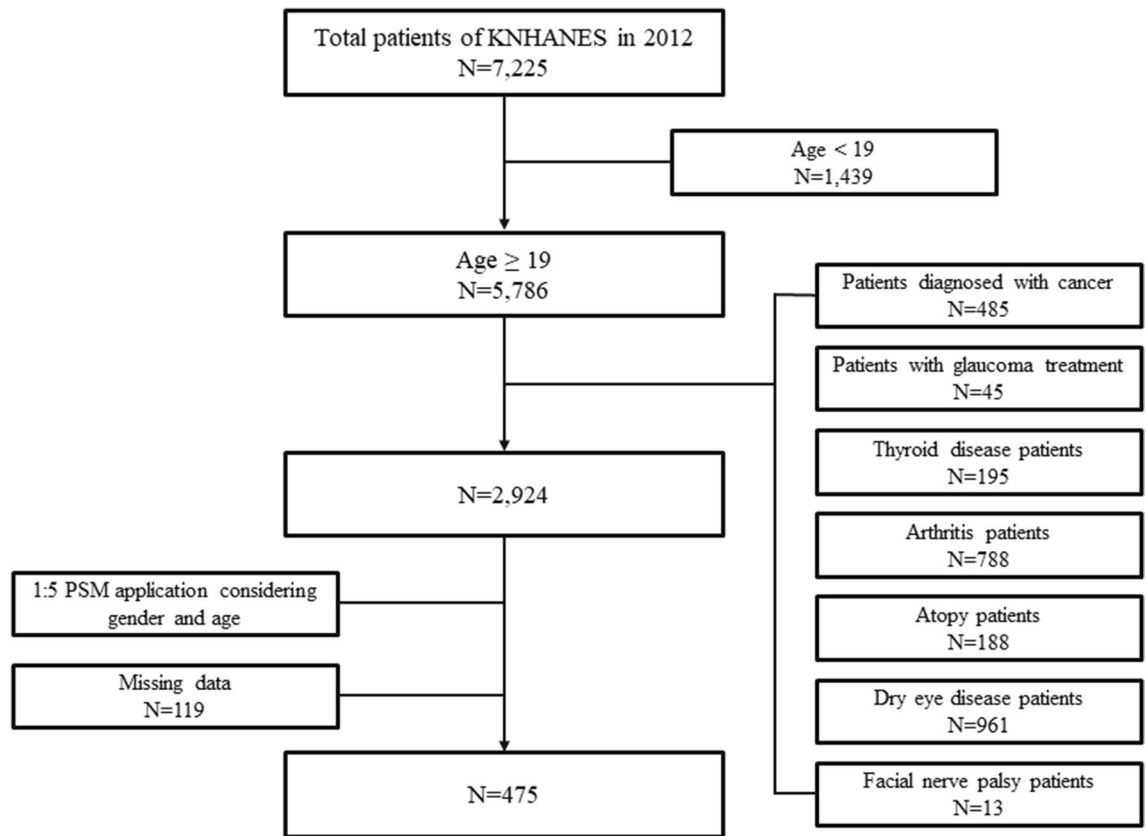 Total patients of KNHANES in 2012
N=7,225
Age < 19
N=1,439
Age ≥ 19
N=5,786
Patients diagnosed with cancer
N=485
Patients with glaucoma treatment
N=45
Thyroid disease patients
N=195
Arthritis patients
N=788
Atopy patients
N=188
Dry eye disease patients
N=961
Facial nerve palsy patients
N=13
N=2,924
1:5 PSM application considering
gender and age
Missing data
N=119
N=475